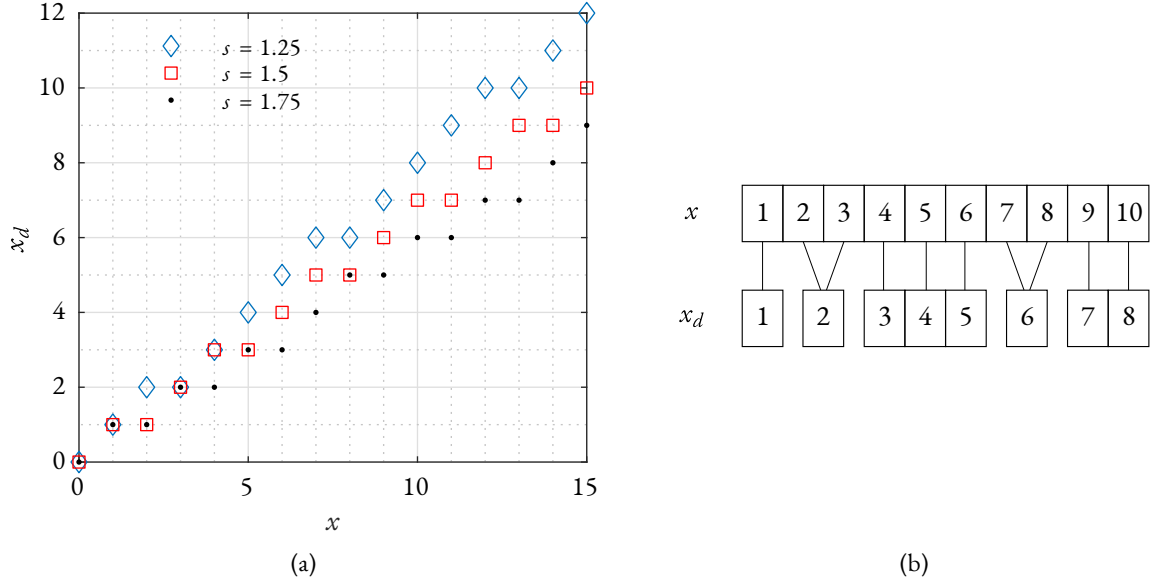 12
10
8
6
4
2
0
x_d
s = 1.25
s = 1.5
s = 1.75
0 5 10 15
x
(a)
x 1 2 3 4 5 6 7 8 9 10
x_d 1 2 3 4 5 6 7 8
(b)